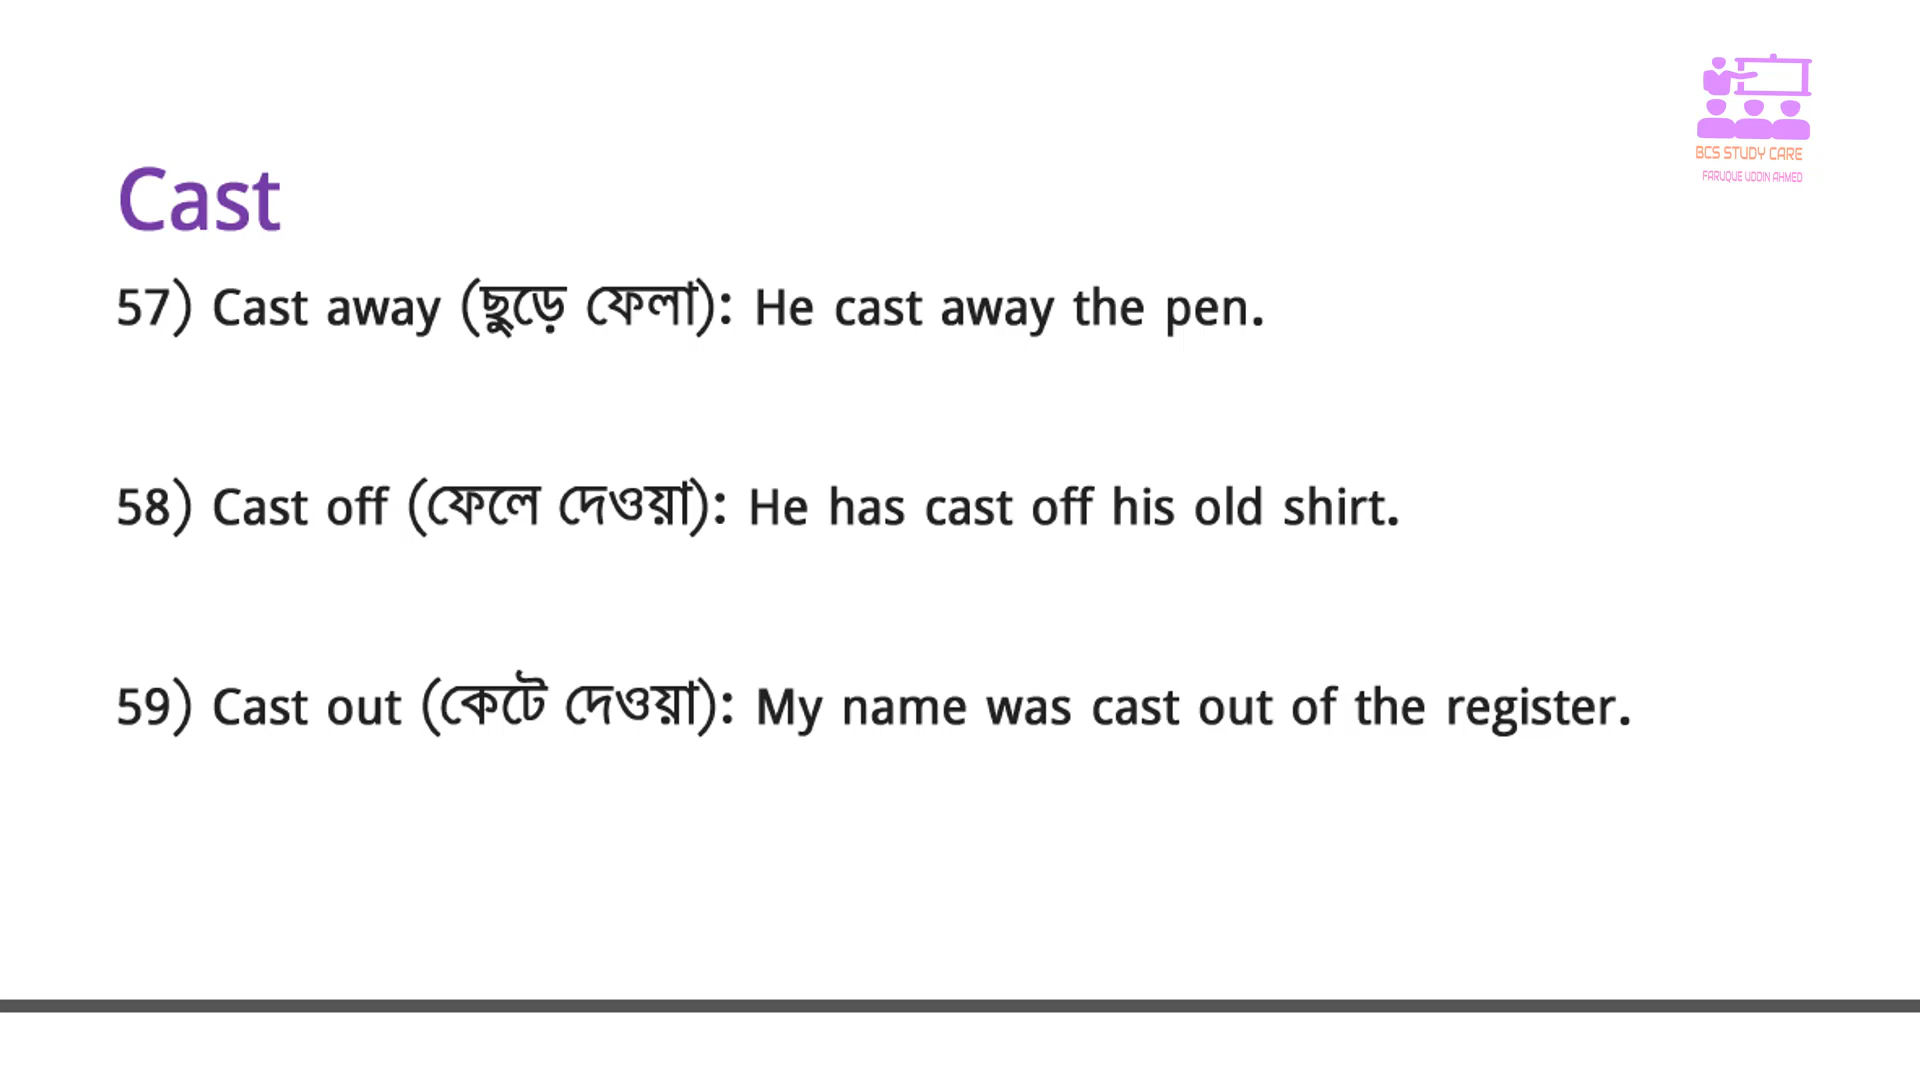 BCS STUDY CARE
FARUQUE UDDIN AHMED
Cast
57) Cast away (ছুড়ে ফেলা): He cast away the pen.
58) Cast off (ফেলে দেওয়া): He has cast off his old shirt.
59) Cast out (কেটে দেওয়া): My name was cast out of the register.